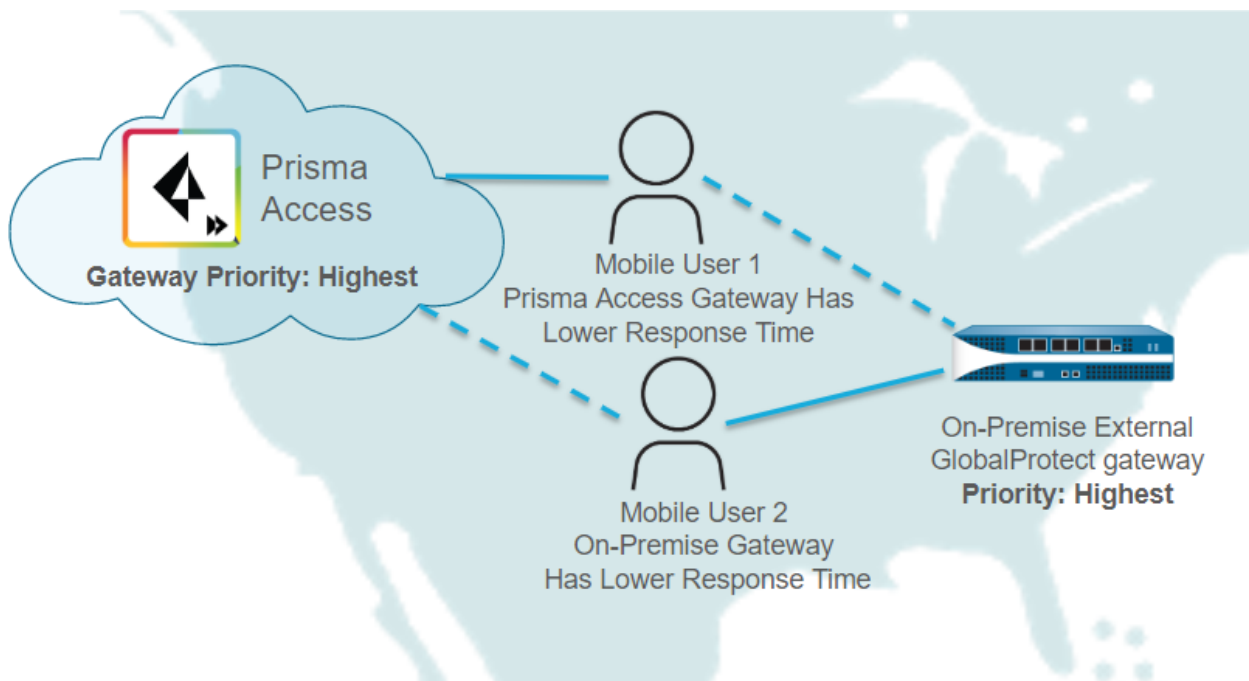 Prisma
Access
Gateway Priority: Highest
Mobile User 1
Prisma Access Gateway Has
Lower Response Time
Mobile User 2
On-Premise Gateway
Has Lower Response Time
On-Premise External
GlobalProtect gateway
Priority: Highest